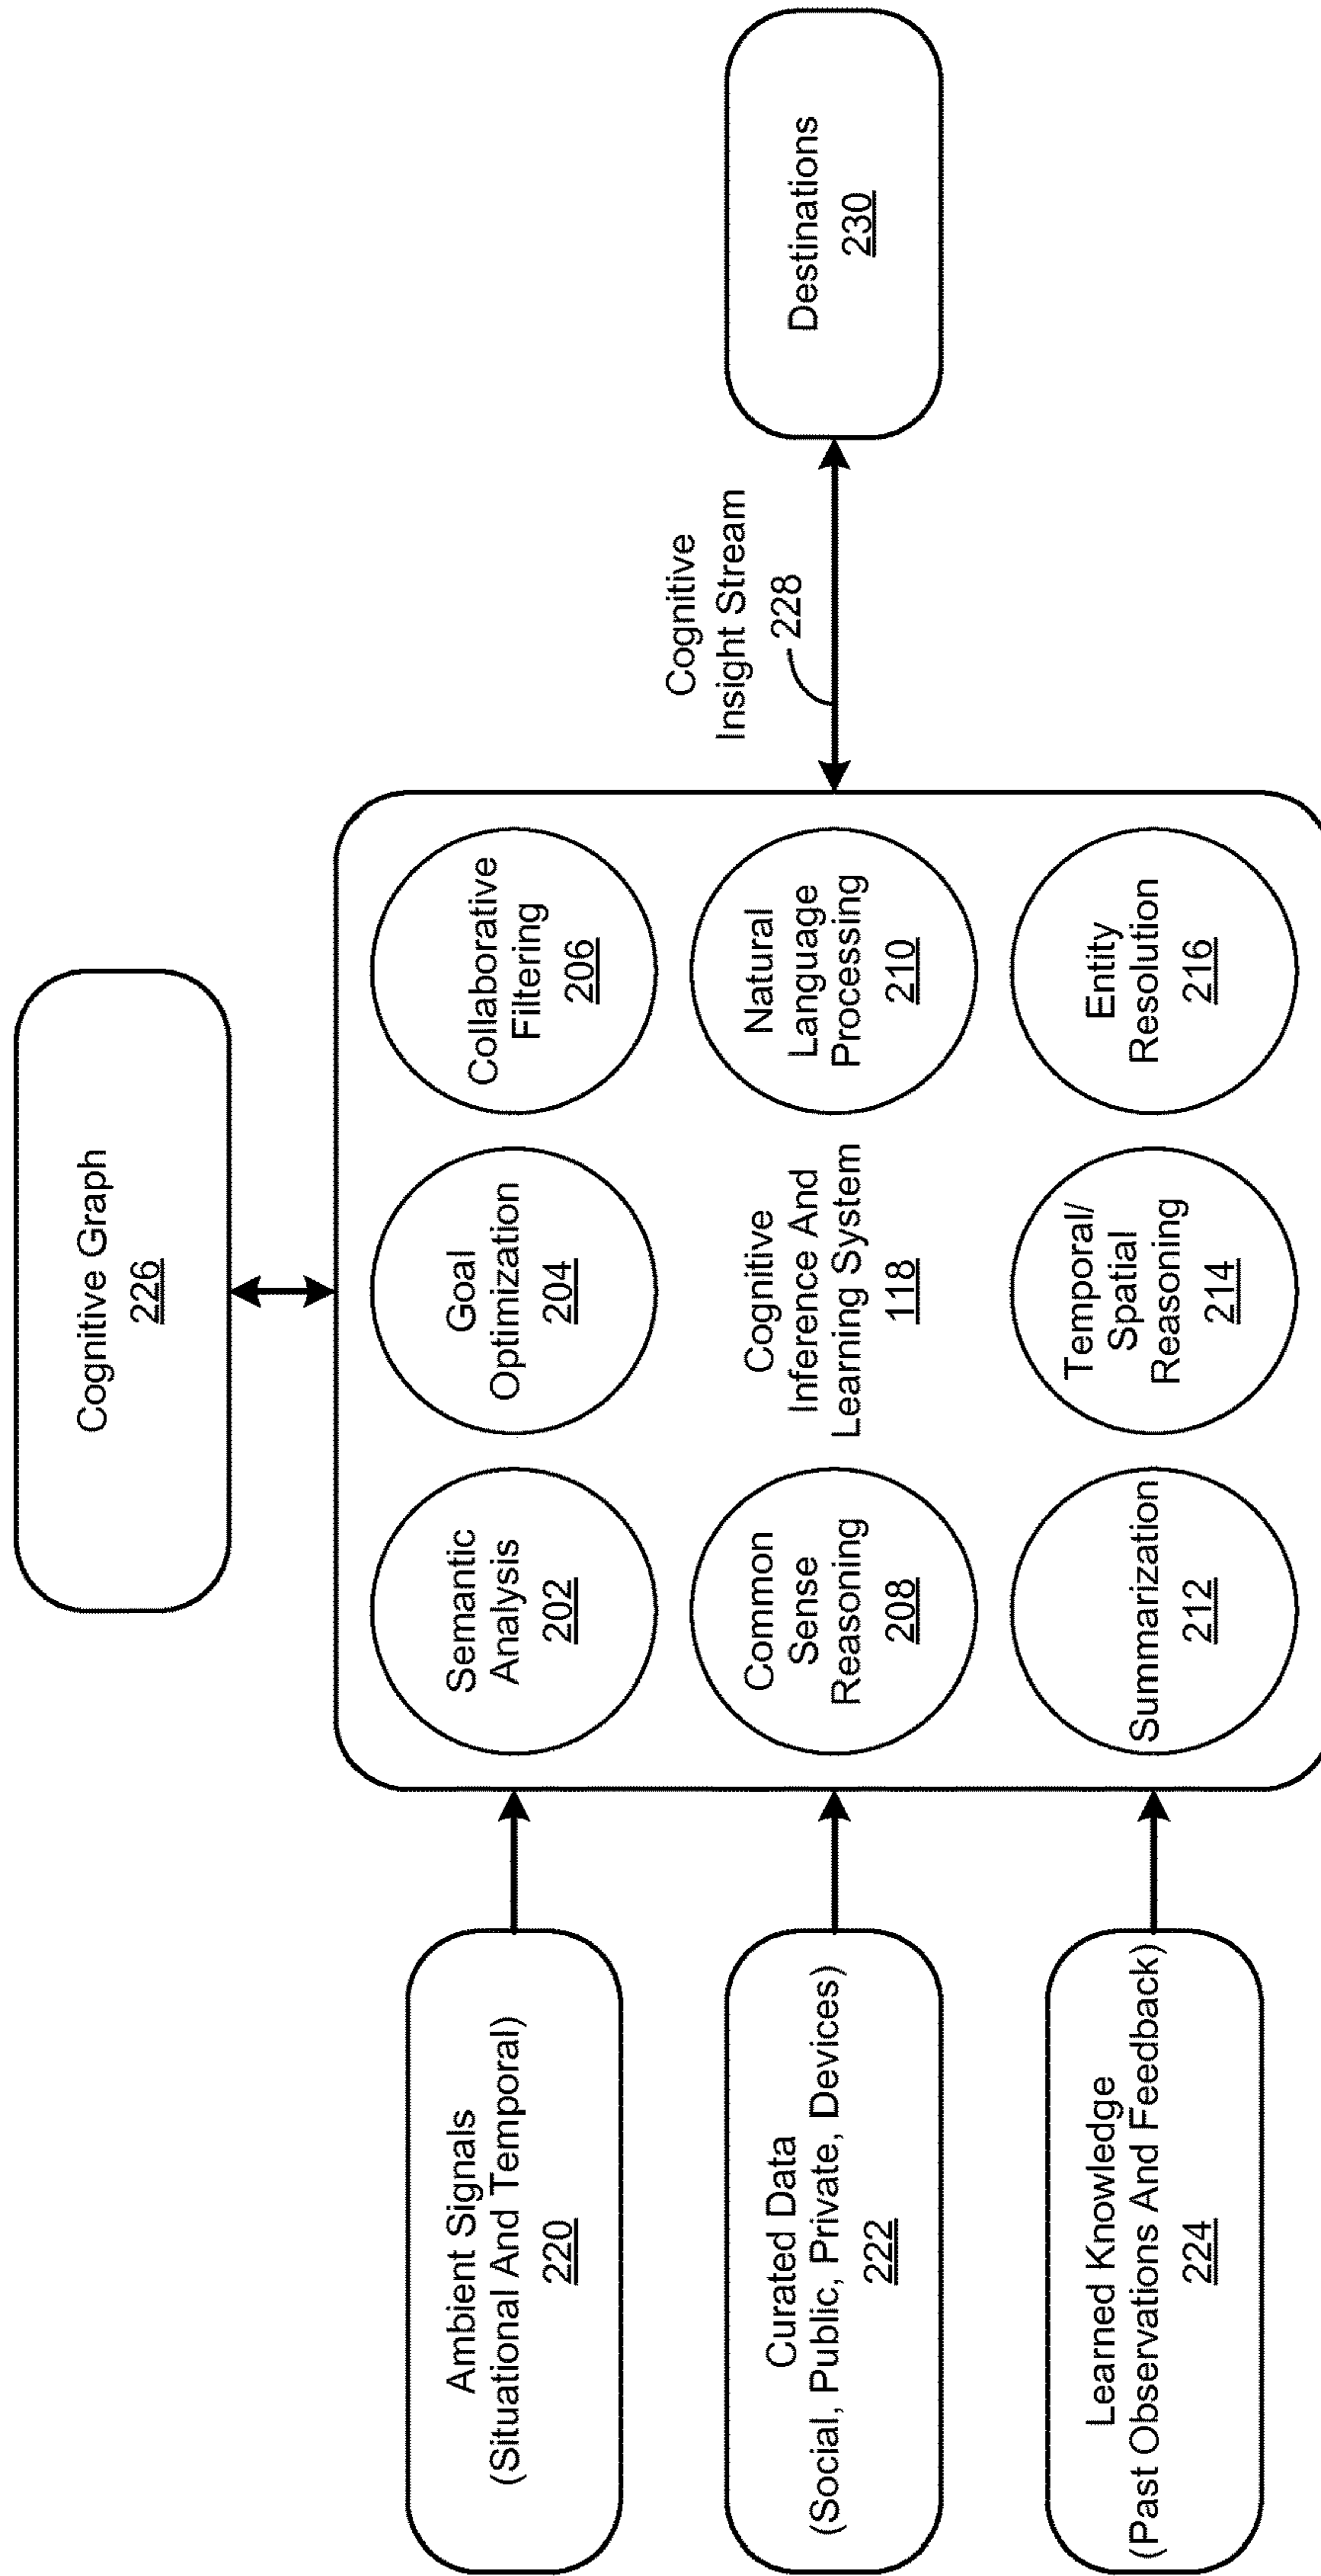 Cognitive Graph
226
Ambient Signals
(Situational And Temporal)
220
Curated Data
(Social, Public, Private, Devices)
222
Learned Knowledge
(Past Observations And Feedback)
224
Semantic
Analysis
202
Goal
Optimization
204
Collaborative
Filtering
206
Common
Sense
Reasoning
208
Cognitive
Inference And
Learning System
118
Natural
Language
Processing
210
Summarization
212
Temporal/
Spatial
Reasoning
214
Entity
Resolution
216
Cognitive
Insight Stream
228
Destinations
230